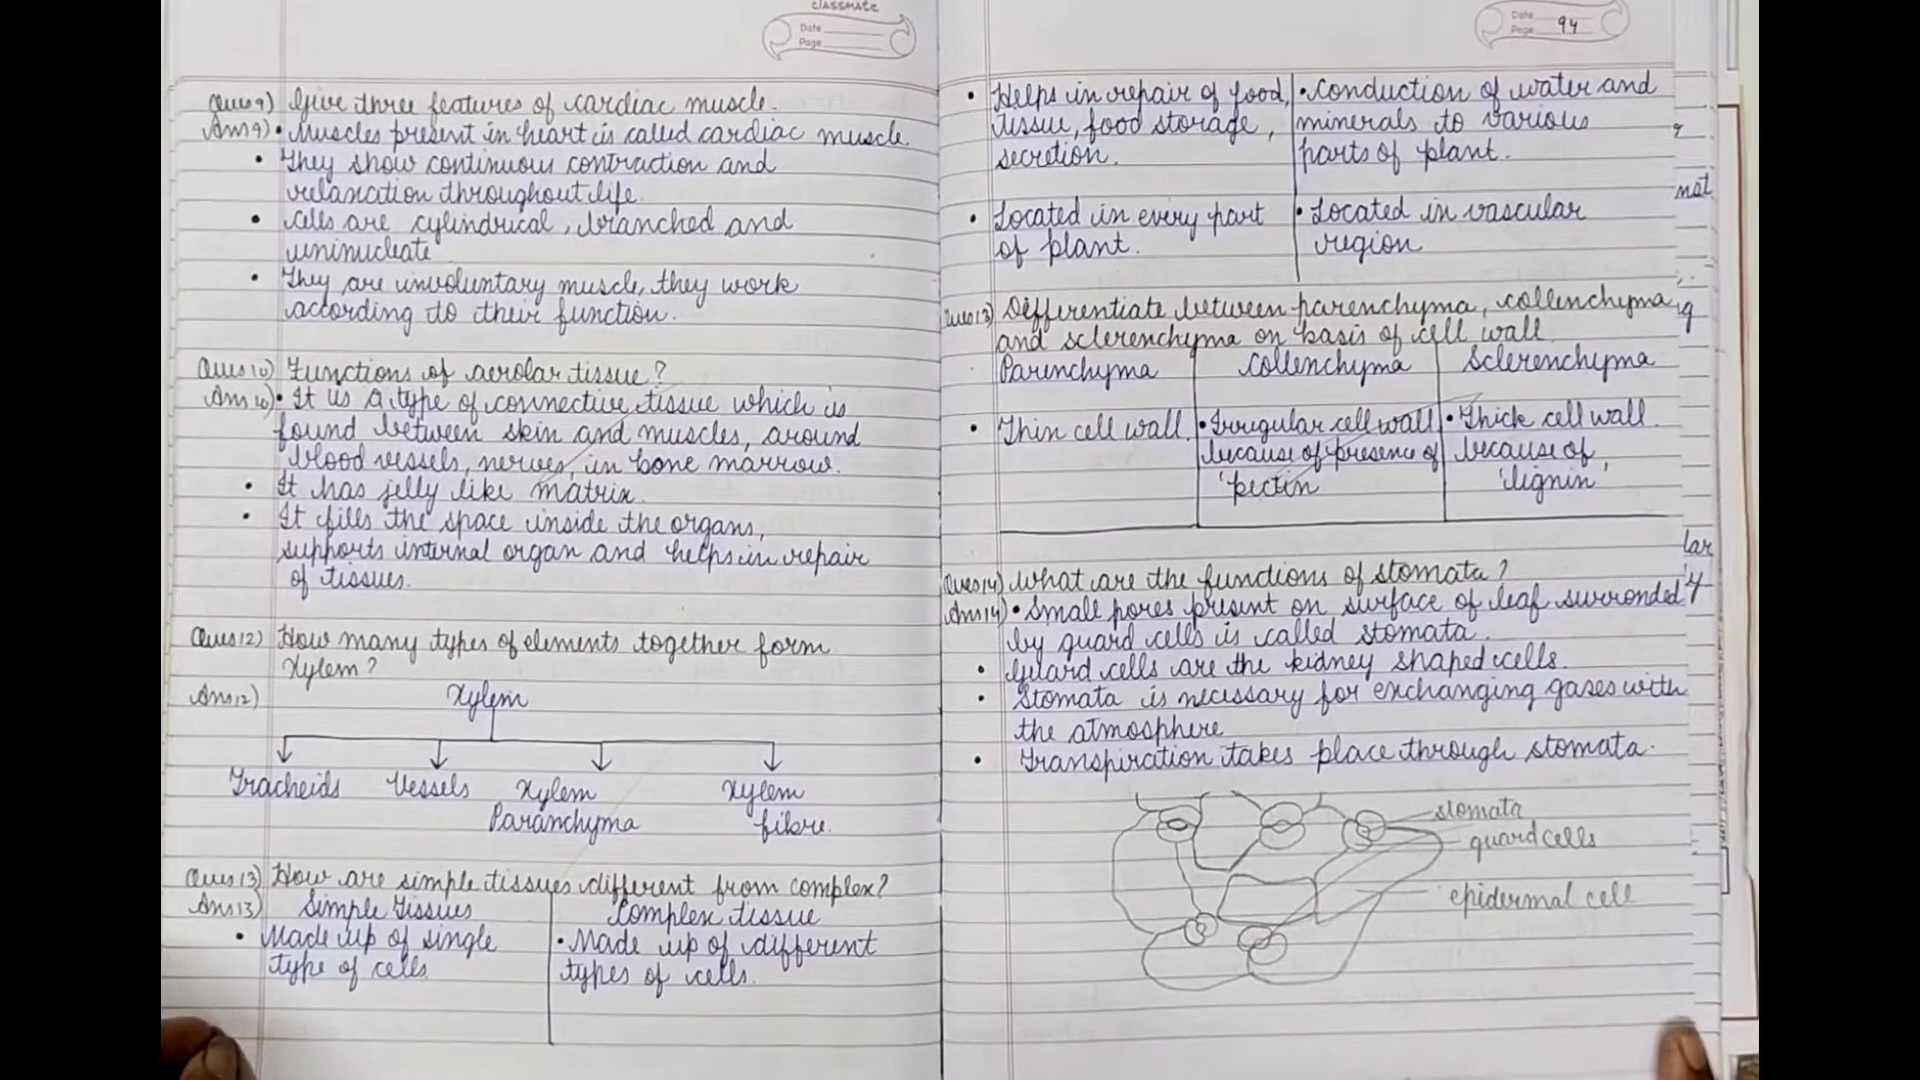 classmate
Date
Page
Ques 9) Give three features of cardiac muscle.
Ans 9) • Muscles present in heart is called cardiac muscle.
• They show continuous contraction and
relaxation throughout life.
• Cells are cylindrical, branched and
uninucleate
• They are involuntary muscle, they work
according to their function.
Ques 10) Functions of aerolar tissue?
Ans 10) • It is a type of connective tissue which is
found between skin and muscles, around
blood vessels, nerves, in bone marrow.
• It has jelly like matrix.
• It fills the space inside the organs,
supports internal organ and helps in repair
of tissues.
Ques 12) How many types of elements together form
Xylem?
Ans 12) Xylem
Tracheids Vessels Xylem Xylem
Paranchyma fibre.
Ques 13) How are simple tissues different from complex?
Ans 13) Simple Tissues Complex tissue
• Made up of single • Made up of different
type of cells types of cells.
Date
Page 94
• Helps in repair of food, • Conduction of water and
tissue, food storage, minerals to various
secretion. parts of plant.
not
• Located in every part • Located in vascular
of plant. region
Ques 13) Differentiate between parenchyma, collenchyma
and sclerenchyma on basis of cell wall.
Parenchyma Collenchyma Sclerenchyma
• Thin cell wall. • Irregular cell wall • Thick cell wall.
because of presence of because of
'pectin 'lignin'
lar
Ques 14) What are the functions of stomata?
Ans 14) • Small pores present on surface of leaf surronded
by guard cells is called stomata.
• Guard cells are the kidney shaped cells.
• Stomata is necessary for exchanging gases with
the atmosphere
• Transpiration takes place through stomata.
stomata
guard cells
epidermal cell